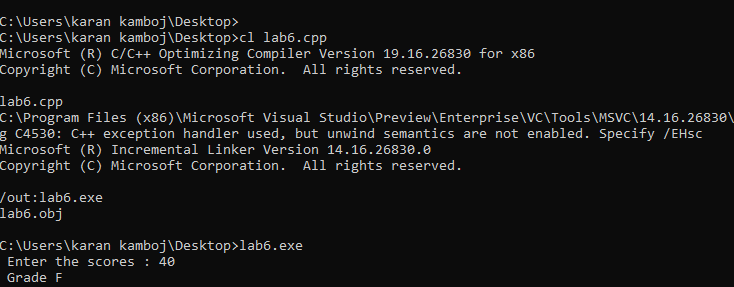 C:\Users\karan kamboj\Desktop>
C:\Users\karan kamboj\Desktop>cl lab6.cpp
Microsoft (R) C/C++ Optimizing Compiler Version 19.16.26830 for x86
Copyright (C) Microsoft Corporation.  All rights reserved.
lab6.cpp
C:\Program Files (x86)\Microsoft Visual Studio\Preview\Enterprise\VC\Tools\MSVC\14.16.26830\
g C4530: C++ exception handler used, but unwind semantics are not enabled. Specify /EHsc
Microsoft (R) Incremental Linker Version 14.16.26830.0
Copyright (C) Microsoft Corporation.  All rights reserved.
/out:lab6.exe
lab6.obj
C:\Users\karan kamboj\Desktop>lab6.exe
Enter the scores : 40
Grade F